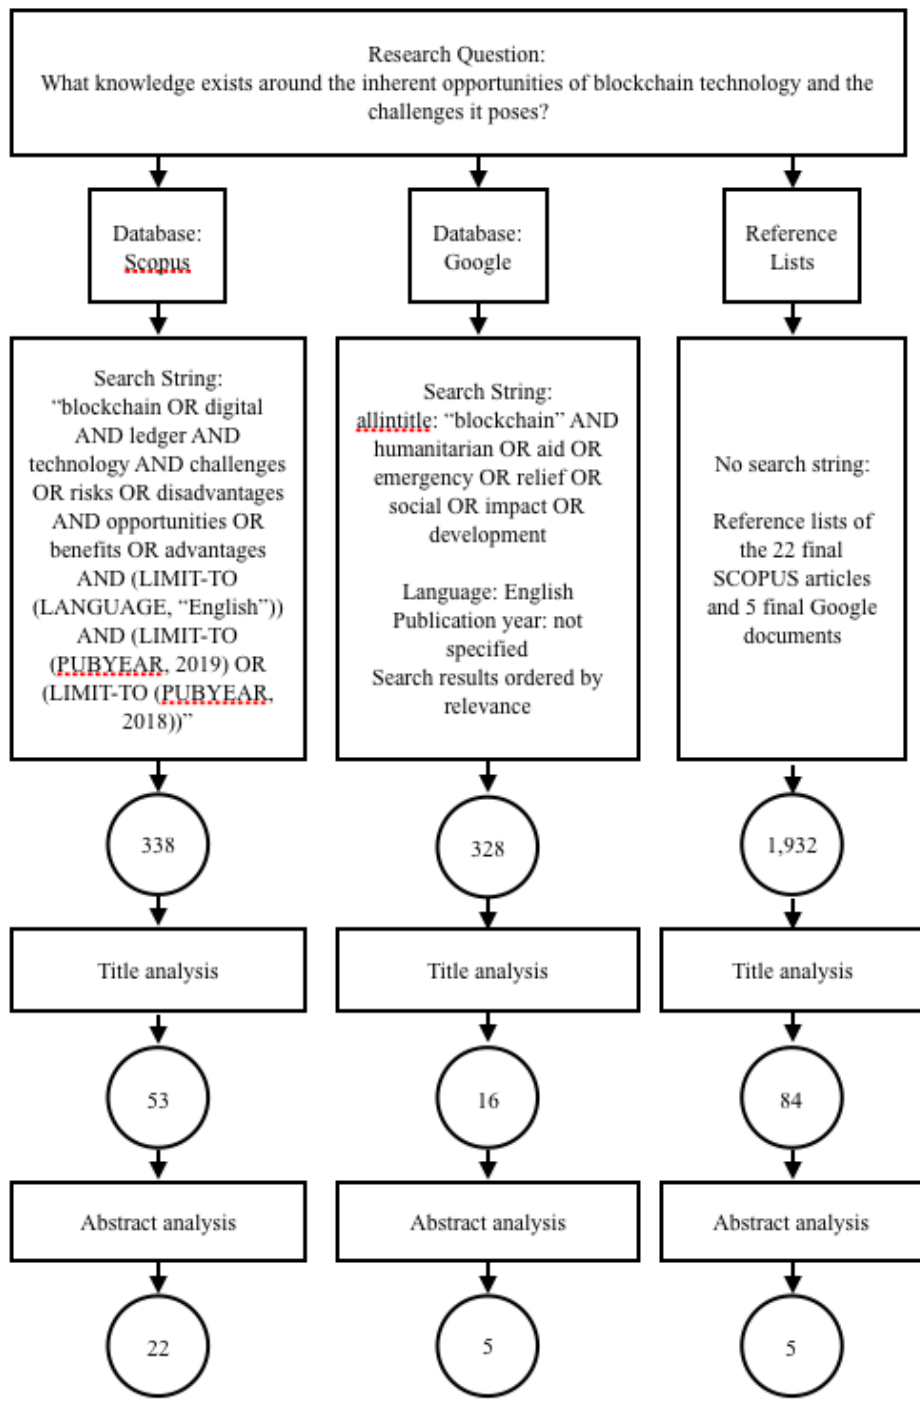 Research Question:
What knowledge exists around the inherent opportunities of blockchain technology and the
challenges it poses?
Database:
Scopus
Database:
Google
Reference
Lists
Search String:
“blockchain OR digital
AND ledger AND
technology AND challenges
OR risks OR disadvantages
AND opportunities OR
benefits OR advantages
AND (LIMIT-TO
(LANGUAGE, “English”))
AND (LIMIT-TO
(PUBYEAR, 2019) OR
(LIMIT-TO (PUBYEAR,
2018))”
Search String:
allintitle: “blockchain” AND
humanitarian OR aid OR
emergency OR relief OR
social OR impact OR
development
Language: English
Publication year: not
specified
Search results ordered by
relevance
No search string:
Reference lists of
the 22 final
SCOPUS articles
and 5 final Google
documents
338
328
1,932
Title analysis
Title analysis
Title analysis
53
16
84
Abstract analysis
Abstract analysis
Abstract analysis
22
5
5